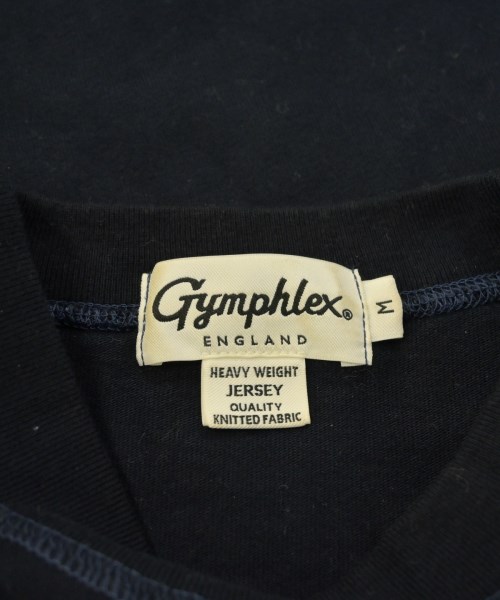 Gymphlex®
ENGLAND
M
HEAVY WEIGHT
JERSEY
QUALITY
KNITTED FABRIC